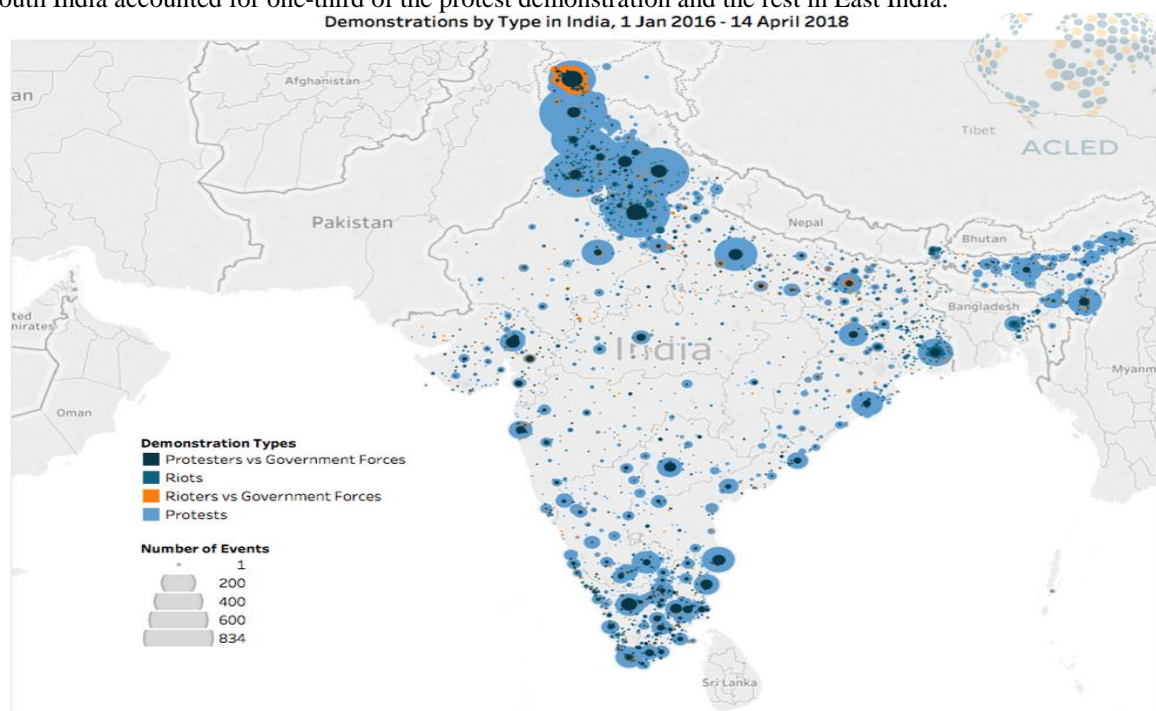 outh India accounted for one-third of the protest demonstration and the rest in East India.
Demonstrations by Type in India, 1 Jan 2016 - 14 April 2018
Afghanistan
an
Tibet
ACLED
Pakistan
Nepal
Bhutan
ted
nirates
Bangladesh
India
Myanm
Oman
Demonstration Types
Protesters vs Government Forces
Riots
Rioters vs Government Forces
Protests
Number of Events
1
200
400
600
834
Sri Lanka